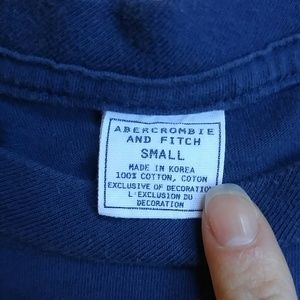 ABERCROMBIE
AND FITCH
SMALL
MADE IN KOREA
100% COTTON, COTON
EXCLUSIVE OF DECORATION
L'EXCLUSION DU
DECORATION